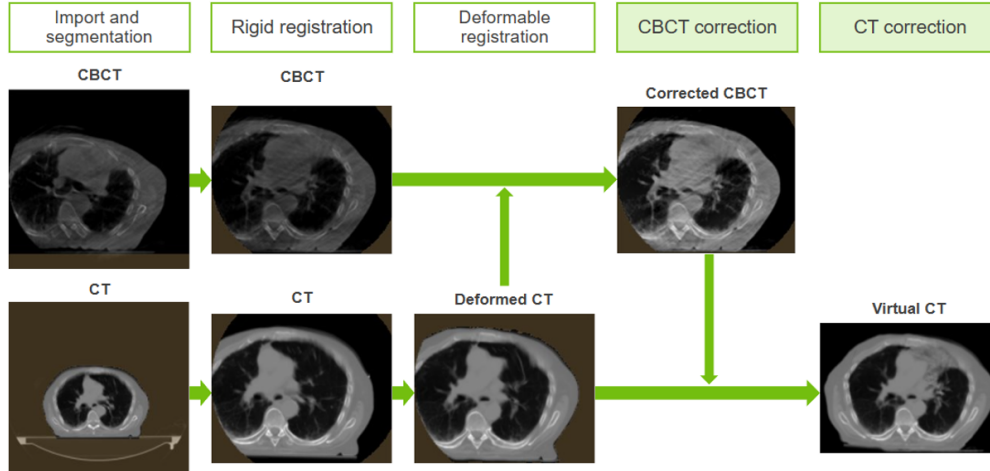 Import and
segmentation
Rigid registration
Deformable
registration
CBCT correction
CT correction
CBCT
CBCT
Corrected CBCT
CT
CT
Deformed CT
Virtual CT